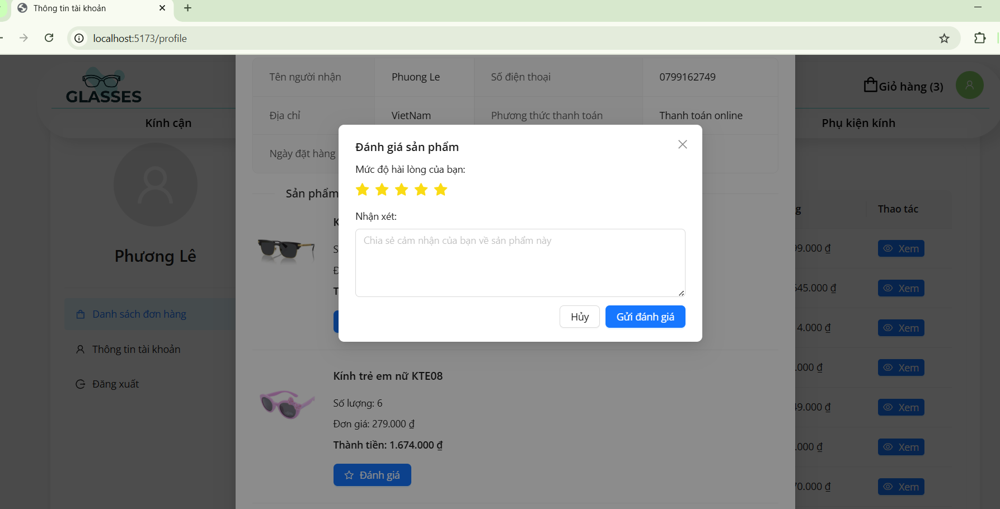 Thông tin tài khoản
localhost:5173/profile
GLASSES
Giỏ hàng (3)
Kính cận
Phụ kiện kính
Tên người nhận
Phuong Le
Số điện thoại
0799162749
Địa chỉ
VietNam
Phương thức thanh toán
Thanh toán online
Ngày đặt hàng
Sản phẩm
Đánh giá sản phẩm
Mức độ hài lòng của bạn:
Nhận xét:
Chia sẻ cảm nhận của bạn về sản phẩm này
Hủy
Gửi đánh giá
Phương Lê
Danh sách đơn hàng
Thông tin tài khoản
Đăng xuất
Kính trẻ em nữ KTE08
Số lượng: 6
Đơn giá: 279.000 ₫
Thành tiền: 1.674.000 ₫
Đánh giá
Thao tác
99.000 ₫
Xem
545.000 ₫
Xem
4.000 ₫
Xem
.000 ₫
Xem
49.000 ₫
Xem
.000 ₫
Xem
70.000 ₫
Xem